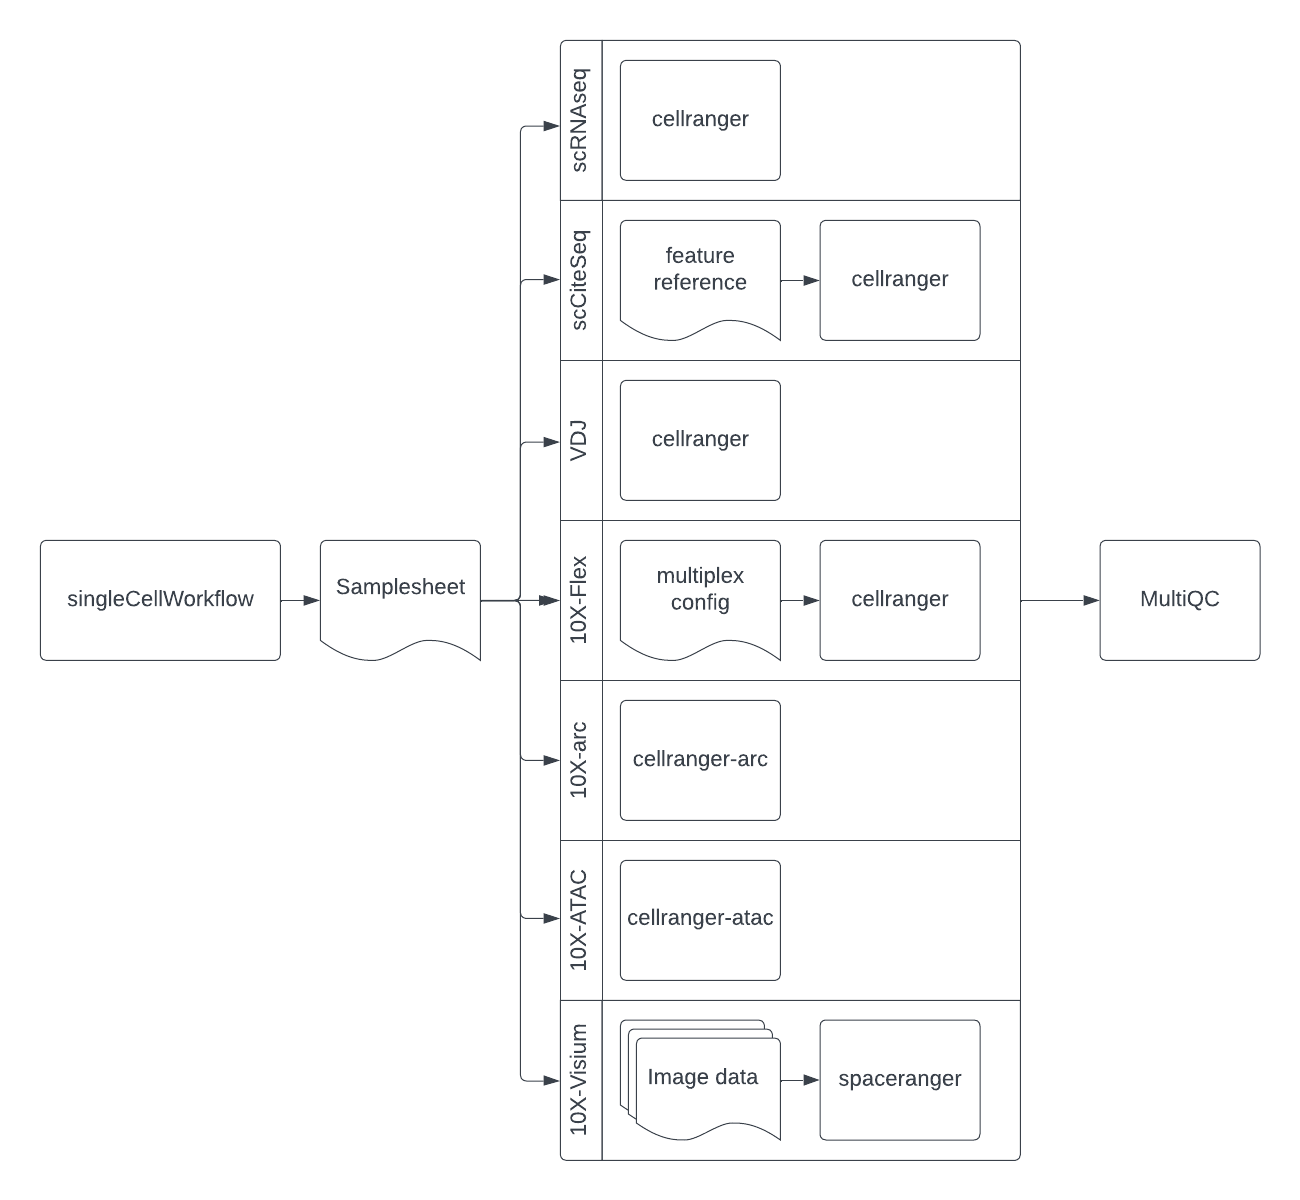 scRNAseq
cellranger
scCiteSeq
feature
reference
cellranger
VDJ
cellranger
singleCellWorkflow
Samplesheet
10X-Flex
multiplex
config
cellranger
MultiQC
10X-arc
cellranger-arc
10X-ATAC
cellranger-atac
10X-Visium
Image data
spaceranger